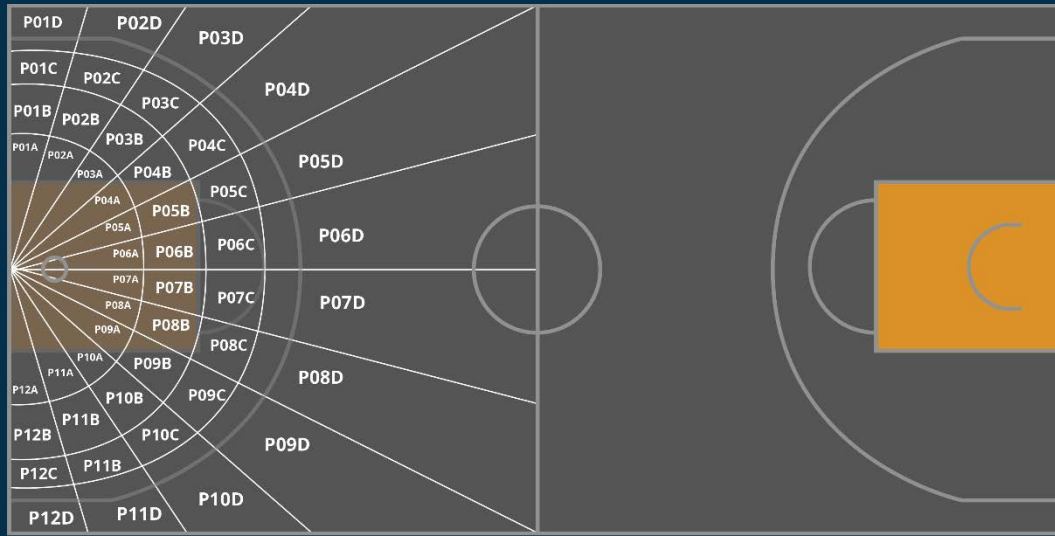 P01D
P02D
P03D
P04D
P05D
P06D
P07D
P08D
P09D
P10D
P11D
P12D
P01C
P02C
P03C
P04C
P05C
P06C
P07C
P08C
P09C
P10C
P11B
P12C
P01B
P02B
P03B
P04B
P05B
P06B
P07B
P08B
P09B
P10B
P11B
P12B
P01A
P02A
P03A
P04A
P05A
P06A
P07A
P08A
P09A
P10A
P11A
P12A